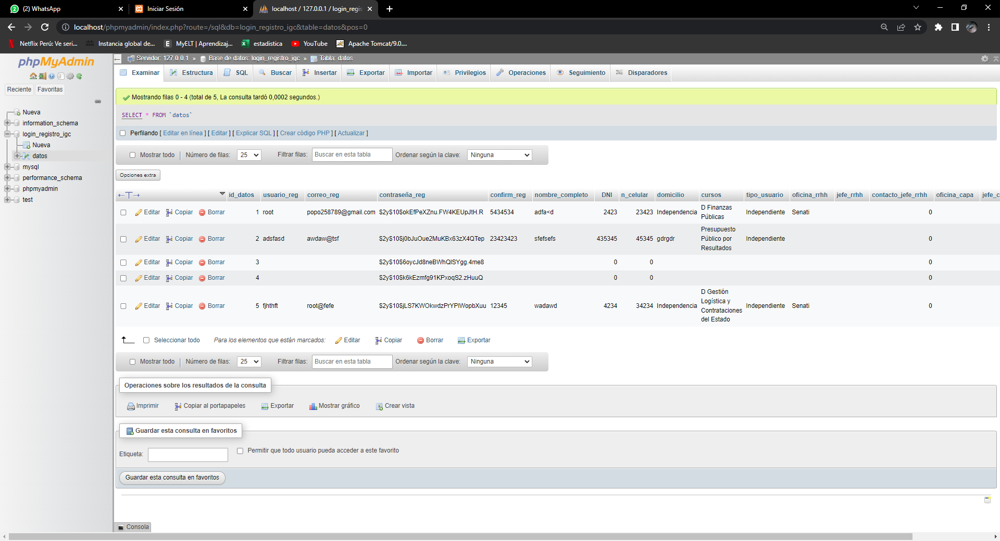 (2) WhatsApp
Iniciar Sesión
localhost / 127.0.0.1 / login_regis
localhost/phpmyadmin/index.php?route=/sql&db=login_registro_igc&table=datos&pos=0
Netflix Perú: Ve seri... Instancia global de... MyELT | Aprendizaj... estadistica YouTube Apache Tomcat/9.0....
phpMyAdmin
Reciente Favoritas
Nueva
information_schema
login_registro_igc
Nueva
datos
mysql
performance_schema
phpmyadmin
test
Servidor: 127.0.0.1 » Base de datos: login_registro_igc » Tabla: datos
Examinar Estructura SQL Buscar Insertar Exportar Importar Privilegios Operaciones Seguimiento Disparadores
Mostrando filas 0 - 4 (total de 5, La consulta tardó 0,0002 segundos.)
SELECT * FROM `datos`
Perfilando [ Editar en línea ] [ Editar ] [ Explicar SQL ] [ Crear código PHP ] [ Actualizar ]
Mostrar todo Número de filas: 25 Filtrar filas: Buscar en esta tabla Ordenar según la clave: Ninguna
Opciones extra
←T→ id_datos usuario_reg correo_reg contraseña_reg confirm_reg nombre_completo DNI n_celular domicilio cursos tipo_usuario oficina_rrhh jefe_rrhh contacto_jefe_rrhh oficina_capa jefe_c
Editar Copiar Borrar 1 root popo258789@gmail.com $2y$10$okEfPeXZnu.FW4KEUpJtH.R 5434534 adfa<d 2423 23423 Independencia D Finanzas Públicas Independiente Senati 0
Editar Copiar Borrar 2 adsfasd awdaw@tsf $2y$10$j0bJuOue2MuKBx63zX4QTep 23423423 sfefsefs 435345 45345 gdrgdr Presupuesto Público por Resultados Independiente 0
Editar Copiar Borrar 3 $2y$10$6oycJd8neBWhQlSYgg.4me8 0 0 0
Editar Copiar Borrar 4 $2y$10$k6kEzmfg91KPxoqS2.zHuuQ 0 0 0
Editar Copiar Borrar 5 fjhthft root@fefe $2y$10$jLS7KWOkwdzPrYPlWopbXuu 12345 wadawd 4234 34234 Independencia D Gestión Logística y Contrataciones del Estado Independiente Senati 0
Seleccionar todo Para los elementos que están marcados: Editar Copiar Borrar Exportar
Mostrar todo Número de filas: 25 Filtrar filas: Buscar en esta tabla Ordenar según la clave: Ninguna
Operaciones sobre los resultados de la consulta
Imprimir Copiar al portapapeles Exportar Mostrar gráfico Crear vista
Guardar esta consulta en favoritos
Etiqueta: Permitir que todo usuario pueda acceder a este favorito
Guardar esta consulta en favoritos
Consola